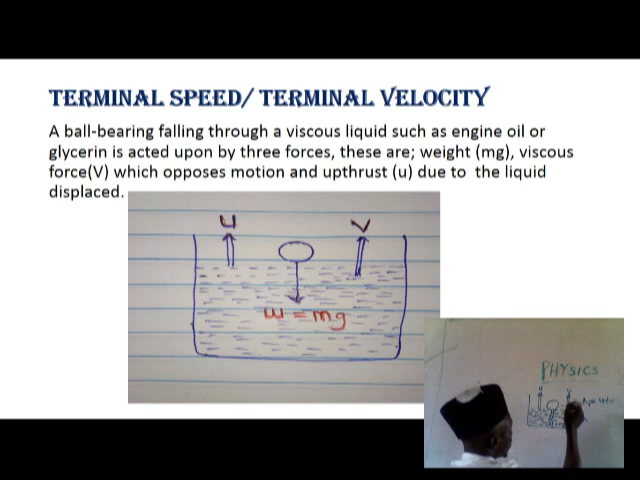 TERMINAL SPEED/ TERMINAL VELOCITY
A ball-bearing falling through a viscous liquid such as engine oil or
glycerin is acted upon by three forces, these are; weight (mg), viscous
force(V) which opposes motion and upthrust (u) due to the liquid
displaced.
U V
W = mg
PHYSICS